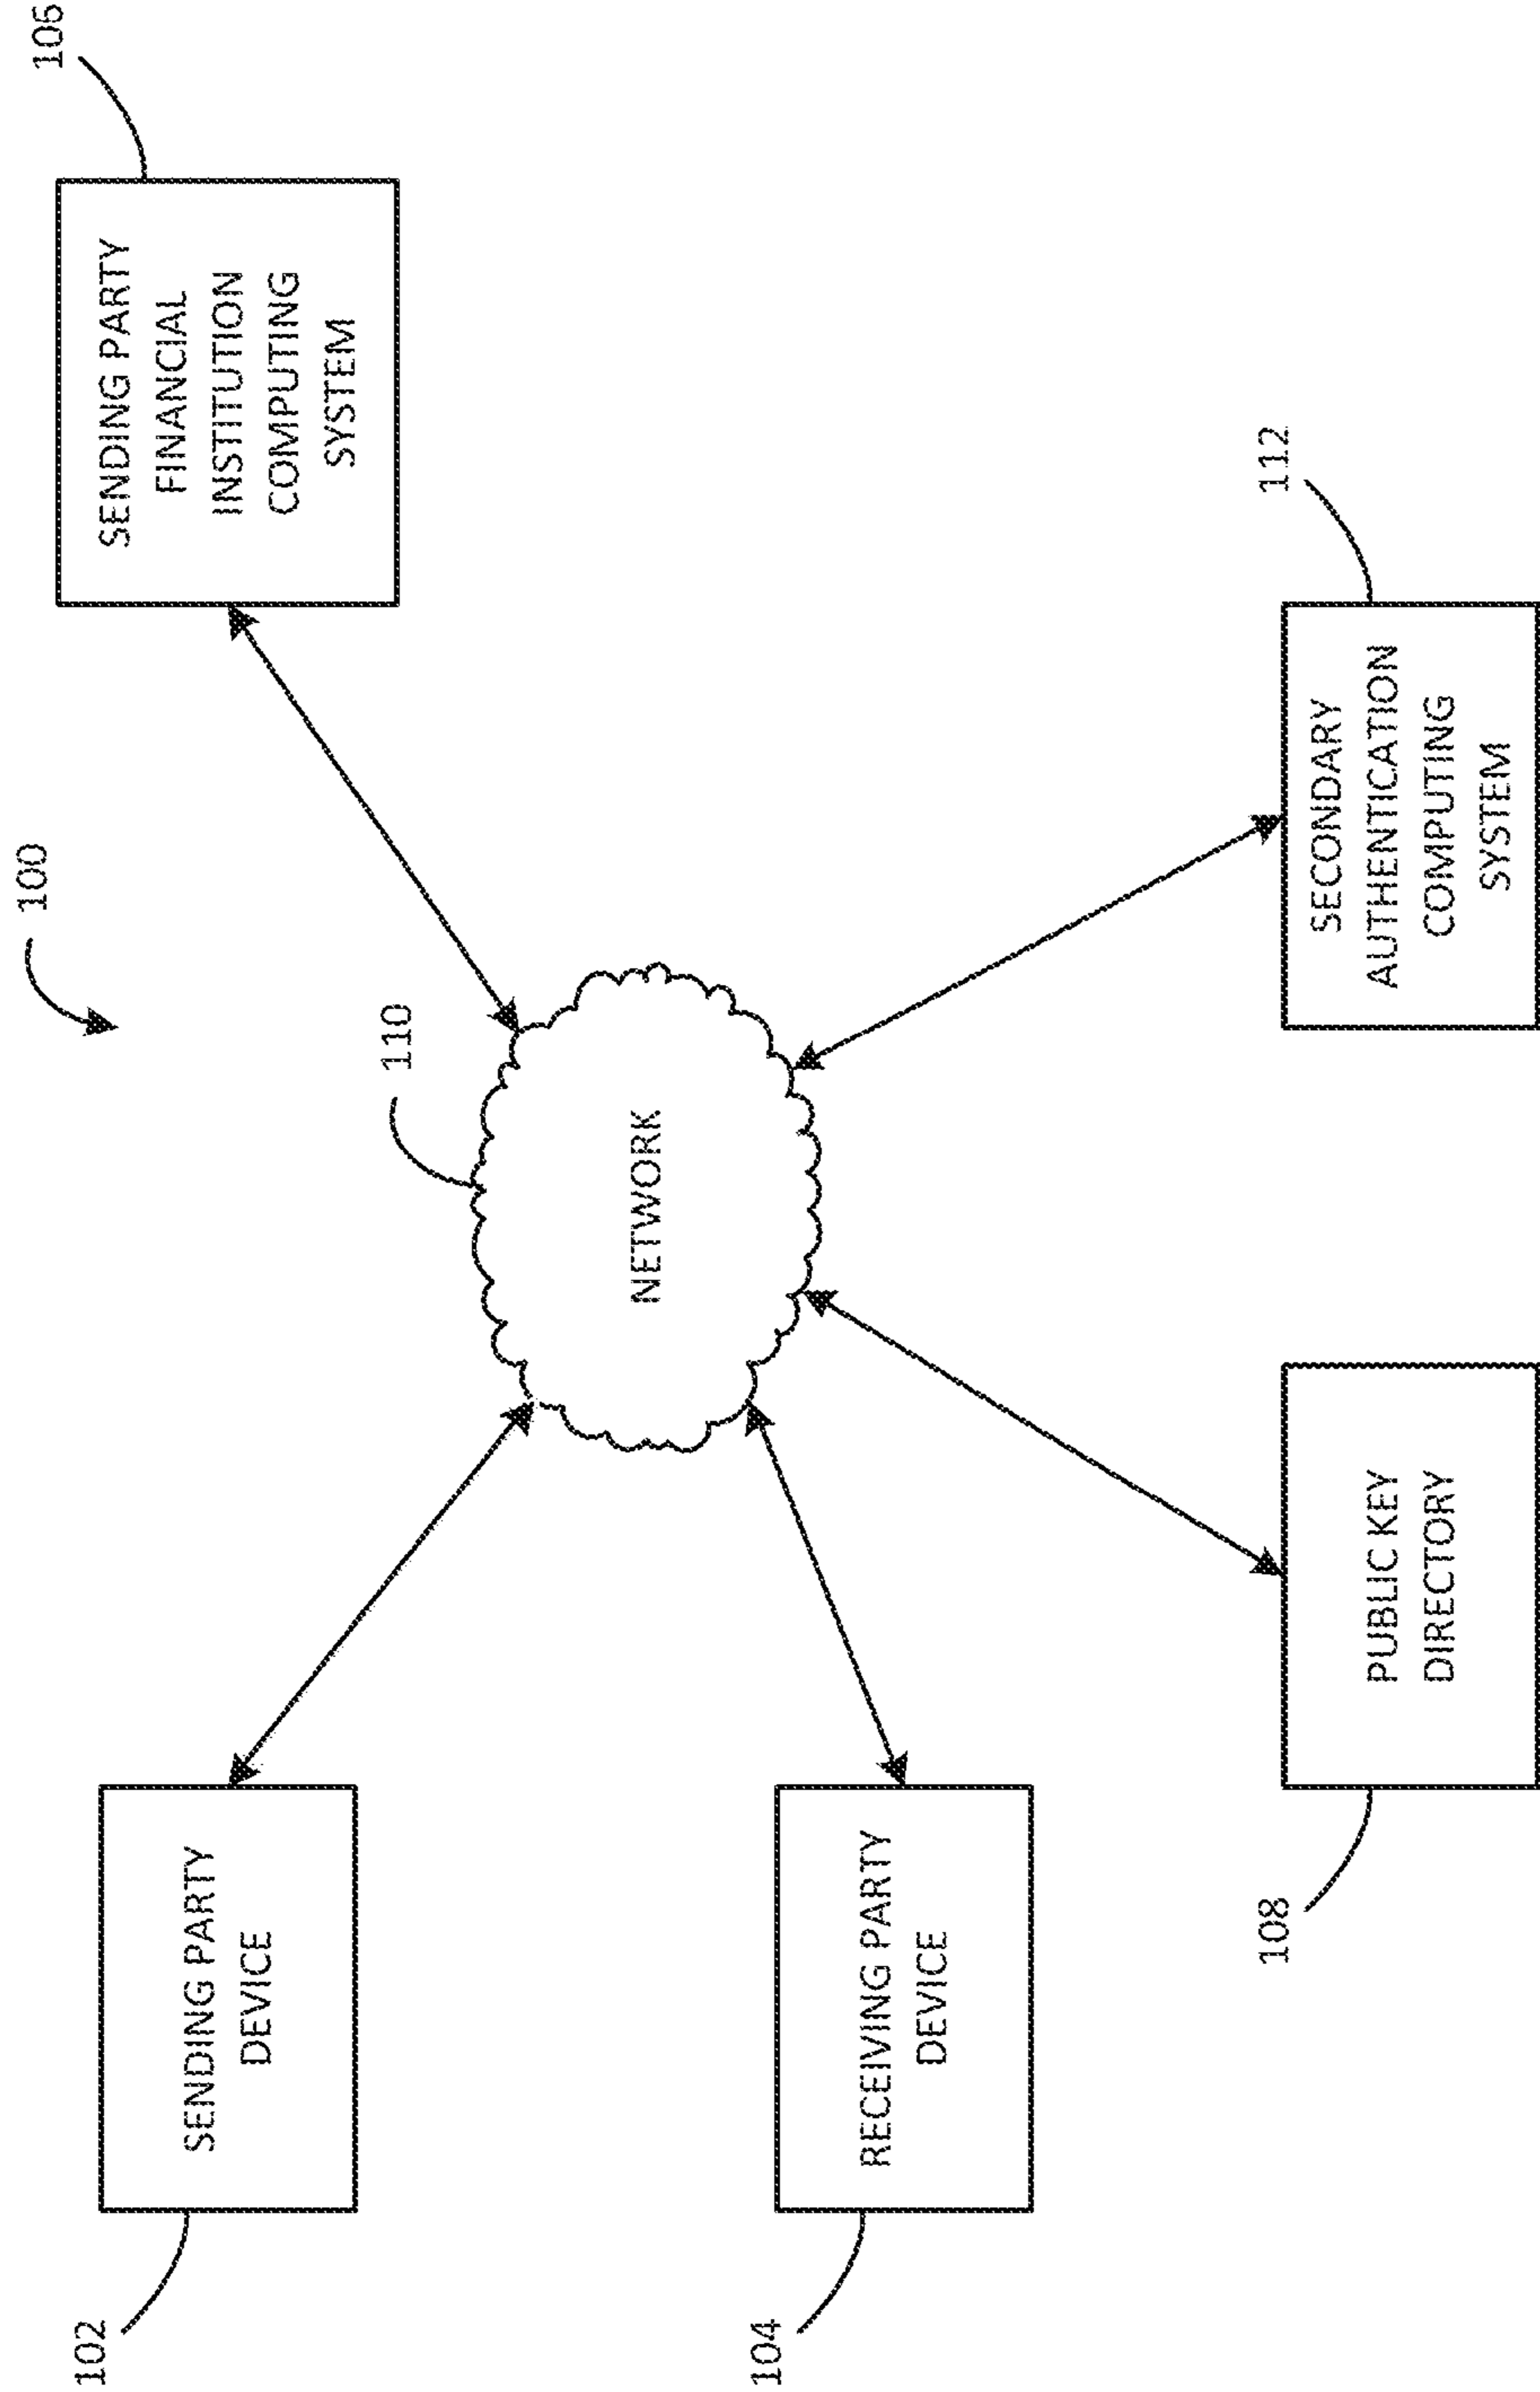 100
106
SENDING PARTY
FINANCIAL
INSTITUTION
COMPUTING
SYSTEM
102
SENDING PARTY
DEVICE
110
NETWORK
104
RECEIVING PARTY
DEVICE
108
PUBLIC KEY
DIRECTORY
112
SECONDARY
AUTHENTICATION
COMPUTING
SYSTEM